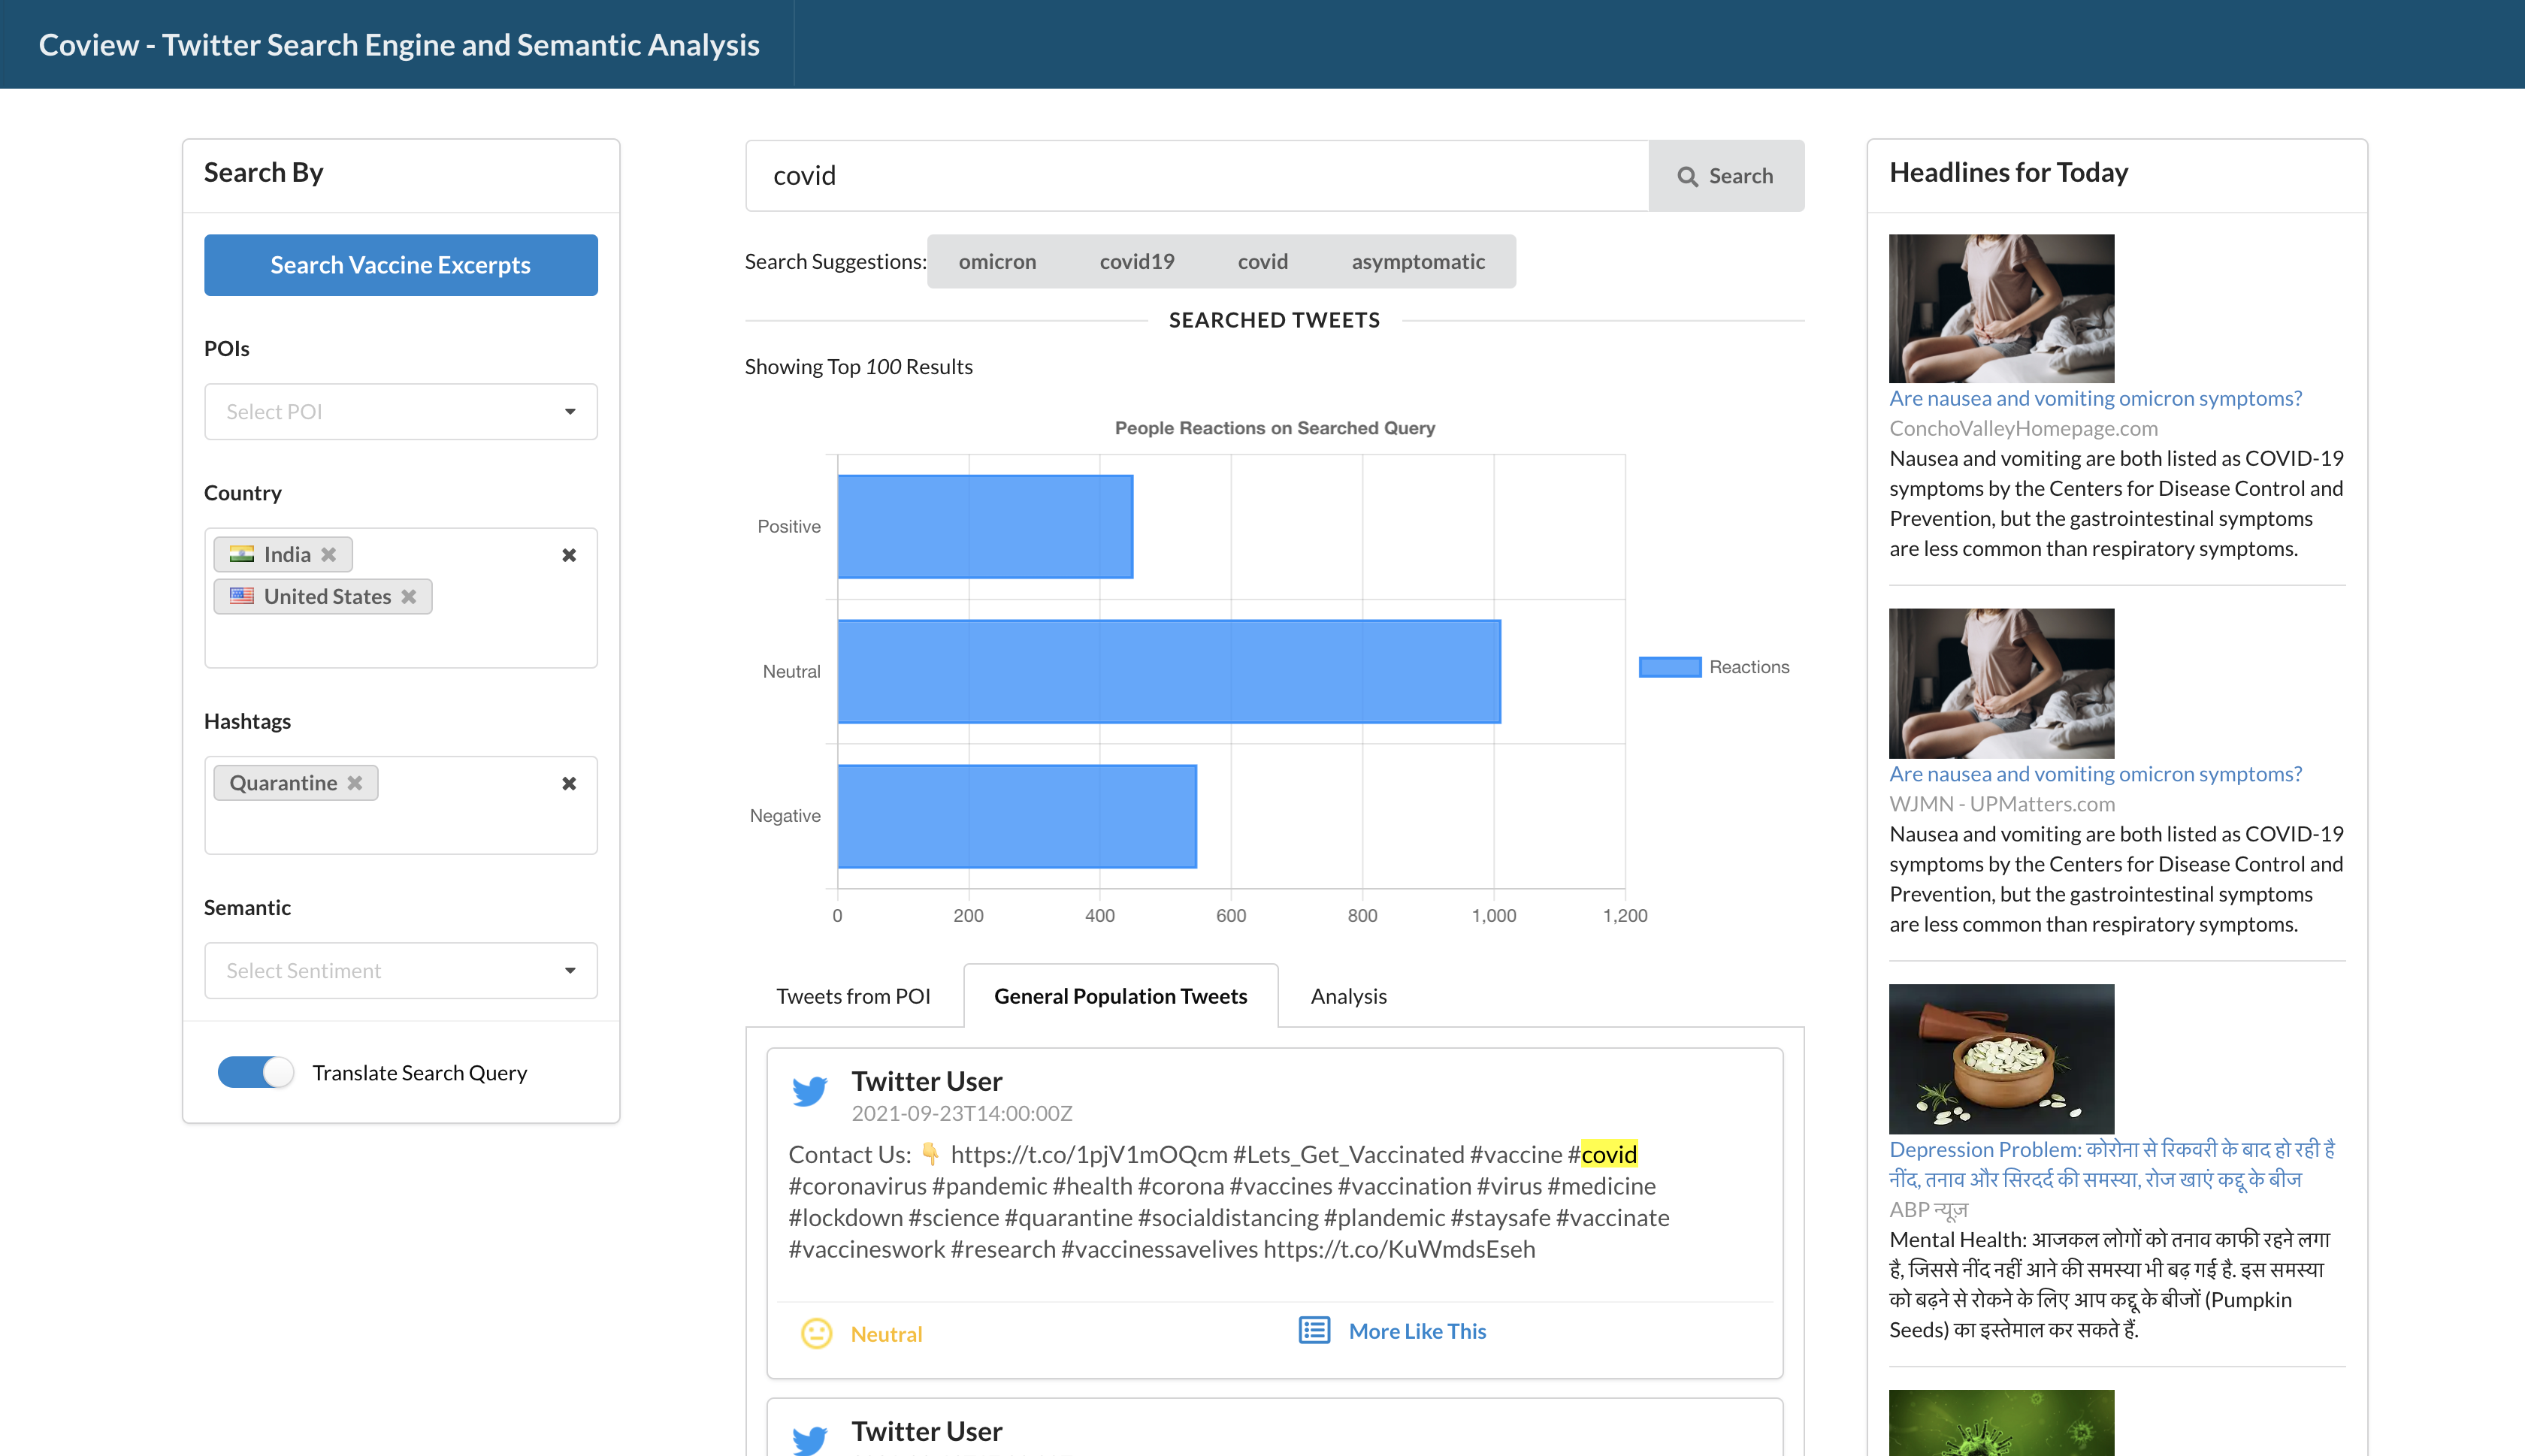 Coview - Twitter Search Engine and Semantic Analysis
Search By
Search Vaccine Excerpts
POIs
Select POI
Country
India
United States
Hashtags
Quarantine
Semantic
Select Sentiment
Translate Search Query
covid
Search
Search Suggestions: omicron covid19 covid asymptomatic
SEARCHED TWEETS
Showing Top 100 Results
People Reactions on Searched Query
Positive
Neutral
Negative
0 200 400 600 800 1,000 1,200
Reactions
Tweets from POI General Population Tweets Analysis
Twitter User
2021-09-23T14:00:00Z
Contact Us: 👇 https://t.co/1pjV1mOQcm #Lets_Get_Vaccinated #vaccine #covid
#coronavirus #pandemic #health #corona #vaccines #vaccination #virus #medicine
#lockdown #science #quarantine #socialdistancing #plandemic #staysafe #vaccinate
#vaccineswork #research #vaccinessavelives https://t.co/KuWmdsEseh
Neutral
More Like This
Twitter User
Headlines for Today
Are nausea and vomiting omicron symptoms?
ConchoValleyHomepage.com
Nausea and vomiting are both listed as COVID-19
symptoms by the Centers for Disease Control and
Prevention, but the gastrointestinal symptoms
are less common than respiratory symptoms.
Are nausea and vomiting omicron symptoms?
WJMN - UPMatters.com
Nausea and vomiting are both listed as COVID-19
symptoms by the Centers for Disease Control and
Prevention, but the gastrointestinal symptoms
are less common than respiratory symptoms.
Depression Problem: कोरोना से रिकवरी के बाद हो रही है
नींद, तनाव और सिरदर्द की समस्या, रोज खाएं कद्दू के बीज
ABP न्यूज़
Mental Health: आजकल लोगों को तनाव काफी रहने लगा
है, जिससे नींद नहीं आने की समस्या भी बढ़ गई है. इस समस्या
को बढ़ने से रोकने के लिए आप कद्दू के बीजों (Pumpkin
Seeds) का इस्तेमाल कर सकते हैं.